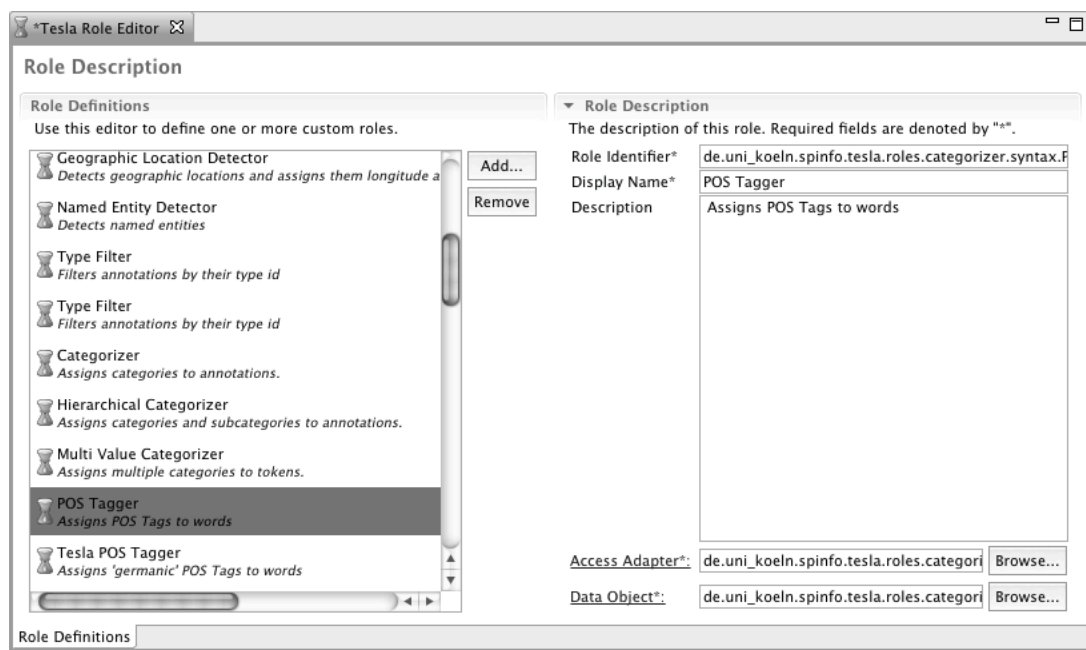 *Tesla Role Editor
Role Description
Role Definitions
Use this editor to define one or more custom roles.
Geographic Location Detector
Detects geographic locations and assigns them longitude a
Named Entity Detector
Detects named entities
Type Filter
Filters annotations by their type id
Type Filter
Filters annotations by their type id
Categorizer
Assigns categories to annotations.
Hierarchical Categorizer
Assigns categories and subcategories to annotations.
Multi Value Categorizer
Assigns multiple categories to tokens.
POS Tagger
Assigns POS Tags to words
Tesla POS Tagger
Assigns 'germanic' POS Tags to words
Add...
Remove
Role Description
The description of this role. Required fields are denoted by "*".
Role Identifier* de.uni_koeln.spinfo.tesla.roles.categorizer.syntax.P
Display Name* POS Tagger
Description Assigns POS Tags to words
Access Adapter*: de.uni_koeln.spinfo.tesla.roles.categori Browse...
Data Object*: de.uni_koeln.spinfo.tesla.roles.categori Browse...
Role Definitions